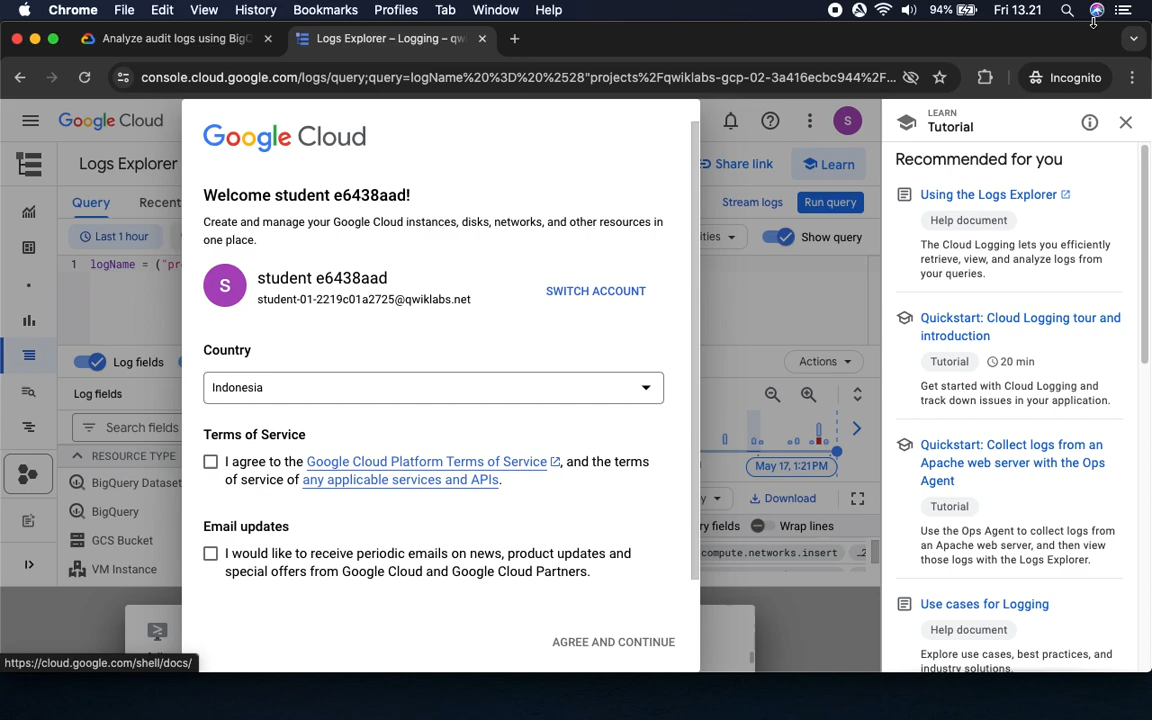 Chrome File Edit View History Bookmarks Profiles Tab Window Help 94% Fri 13.21
Analyze audit logs using Big Logs Explorer – Logging – qw
console.cloud.google.com/logs/query;query=logName%20%3D%20%2528"projects%2Fqwiklabs-gcp-02-3a416ecbc944%2F... Incognito
Google Cloud
Google Cloud
S
LEARN
Tutorial
Logs Explorer
Share link Learn
Recommended for you
Query Recent
Stream logs Run query
Last 1 hour
ities Show query
1 logName = ("pr
Welcome student e6438aad!
Create and manage your Google Cloud instances, disks, networks, and other resources in
one place.
S
student e6438aad
student-01-2219c01a2725@qwiklabs.net
SWITCH ACCOUNT
Country
Indonesia
Terms of Service
I agree to the Google Cloud Platform Terms of Service, and the terms
of service of any applicable services and APIs.
Email updates
I would like to receive periodic emails on news, product updates and
special offers from Google Cloud and Google Cloud Partners.
AGREE AND CONTINUE
Log fields
Actions
Log fields
Search fields
RESOURCE TYPE
BigQuery Dataset
BigQuery
GCS Bucket
VM Instance
May 17, 1:21PM
y Download
ry fields Wrap lines
compute.networks.insert
Using the Logs Explorer
Help document
The Cloud Logging lets you efficiently
retrieve, view, and analyze logs from
your queries.
Quickstart: Cloud Logging tour and
introduction
Tutorial 20 min
Get started with Cloud Logging and
track down issues in your application.
Quickstart: Collect logs from an
Apache web server with the Ops
Agent
Tutorial
Use the Ops Agent to collect logs from
an Apache web server, and then view
those logs with the Logs Explorer.
Use cases for Logging
Help document
Explore use cases, best practices, and
industry solutions.
https://cloud.google.com/shell/docs/